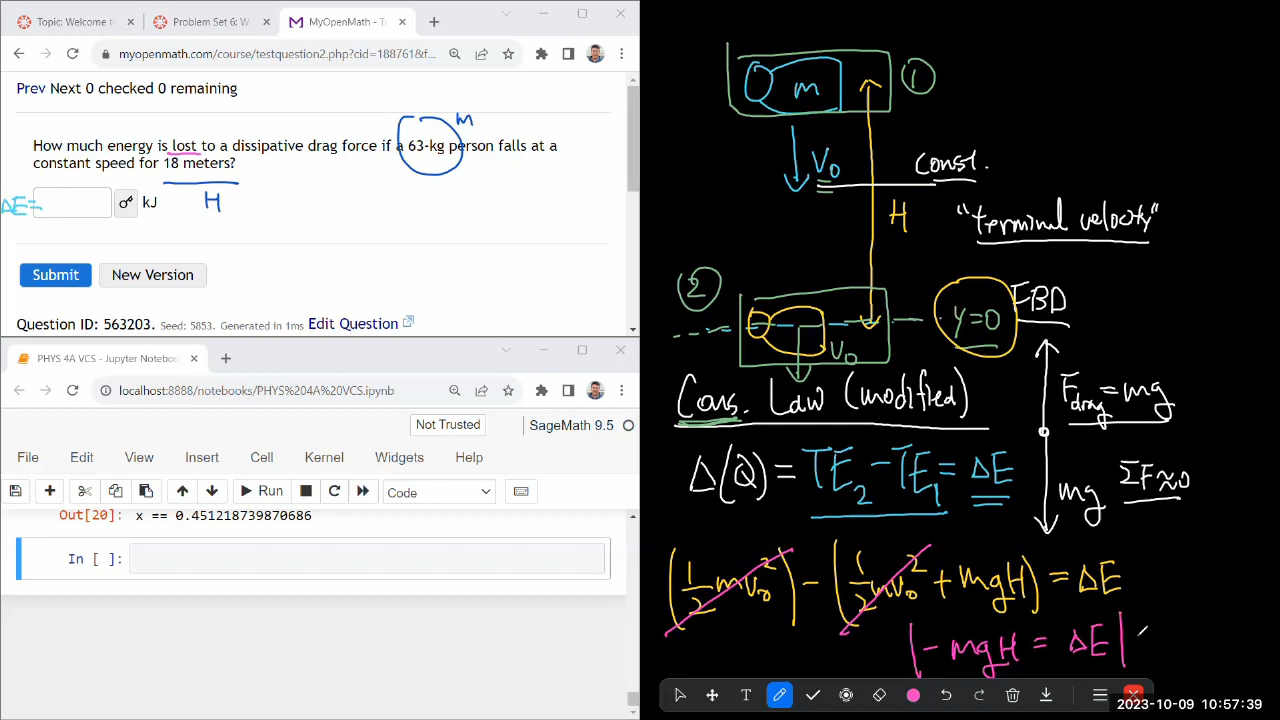 Topic: Welcome t
Problem Set 6: W
MyOpenMath - T
myopenmath.com/course/testquestion2.php?cid=188761&f...
Prev Next 0 checked 0 remaining
How much energy is lost to a dissipative drag force if a 63-kg person falls at a
constant speed for 18 meters?
m
H
ΔE=
kJ
Submit
New Version
Question ID: 563203. Seed: 5853. Generated in 1ms Edit Question
PHYS 4A VCS - Jupyter Noteboo
localhost:8888/notebooks/PHYS%204A%20VCS.ipynb
Not Trusted
SageMath 9.5
File Edit View Insert Cell Kernel Widgets Help
Run
Code
Out[20]: x == 0.451218739870686
In [ ]:
m
1
V₀
const.
H
"terminal velocity"
2
y=0
V₀
FBD
F_drag = mg
mg
ΣF≈0
Cons. Law (modified)
Δ(Q) = TE₂ - TE₁ = ΔE
(1/2 mv₀²) - (1/2 mv₀² + mgH) = ΔE
|- mgH = ΔE|
2023-10-09 10:57:39